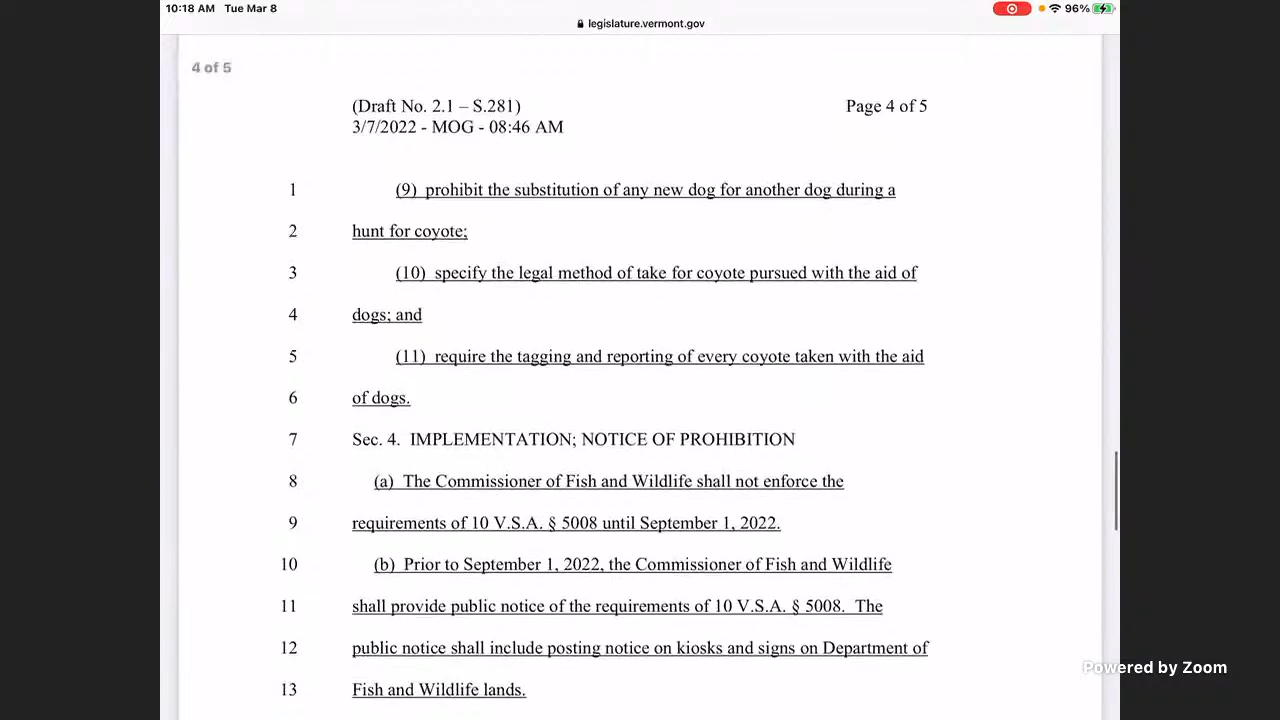 10:18 AM Tue Mar 8
96%
legislature.vermont.gov
4 of 5
(Draft No. 2.1 – S.281) Page 4 of 5
3/7/2022 - MOG - 08:46 AM
1 (9) prohibit the substitution of any new dog for another dog during a
2 hunt for coyote;
3 (10) specify the legal method of take for coyote pursued with the aid of
4 dogs; and
5 (11) require the tagging and reporting of every coyote taken with the aid
6 of dogs.
7 Sec. 4. IMPLEMENTATION; NOTICE OF PROHIBITION
8 (a) The Commissioner of Fish and Wildlife shall not enforce the
9 requirements of 10 V.S.A. § 5008 until September 1, 2022.
10 (b) Prior to September 1, 2022, the Commissioner of Fish and Wildlife
11 shall provide public notice of the requirements of 10 V.S.A. § 5008. The
12 public notice shall include posting notice on kiosks and signs on Department of
13 Fish and Wildlife lands.
Powered by Zoom